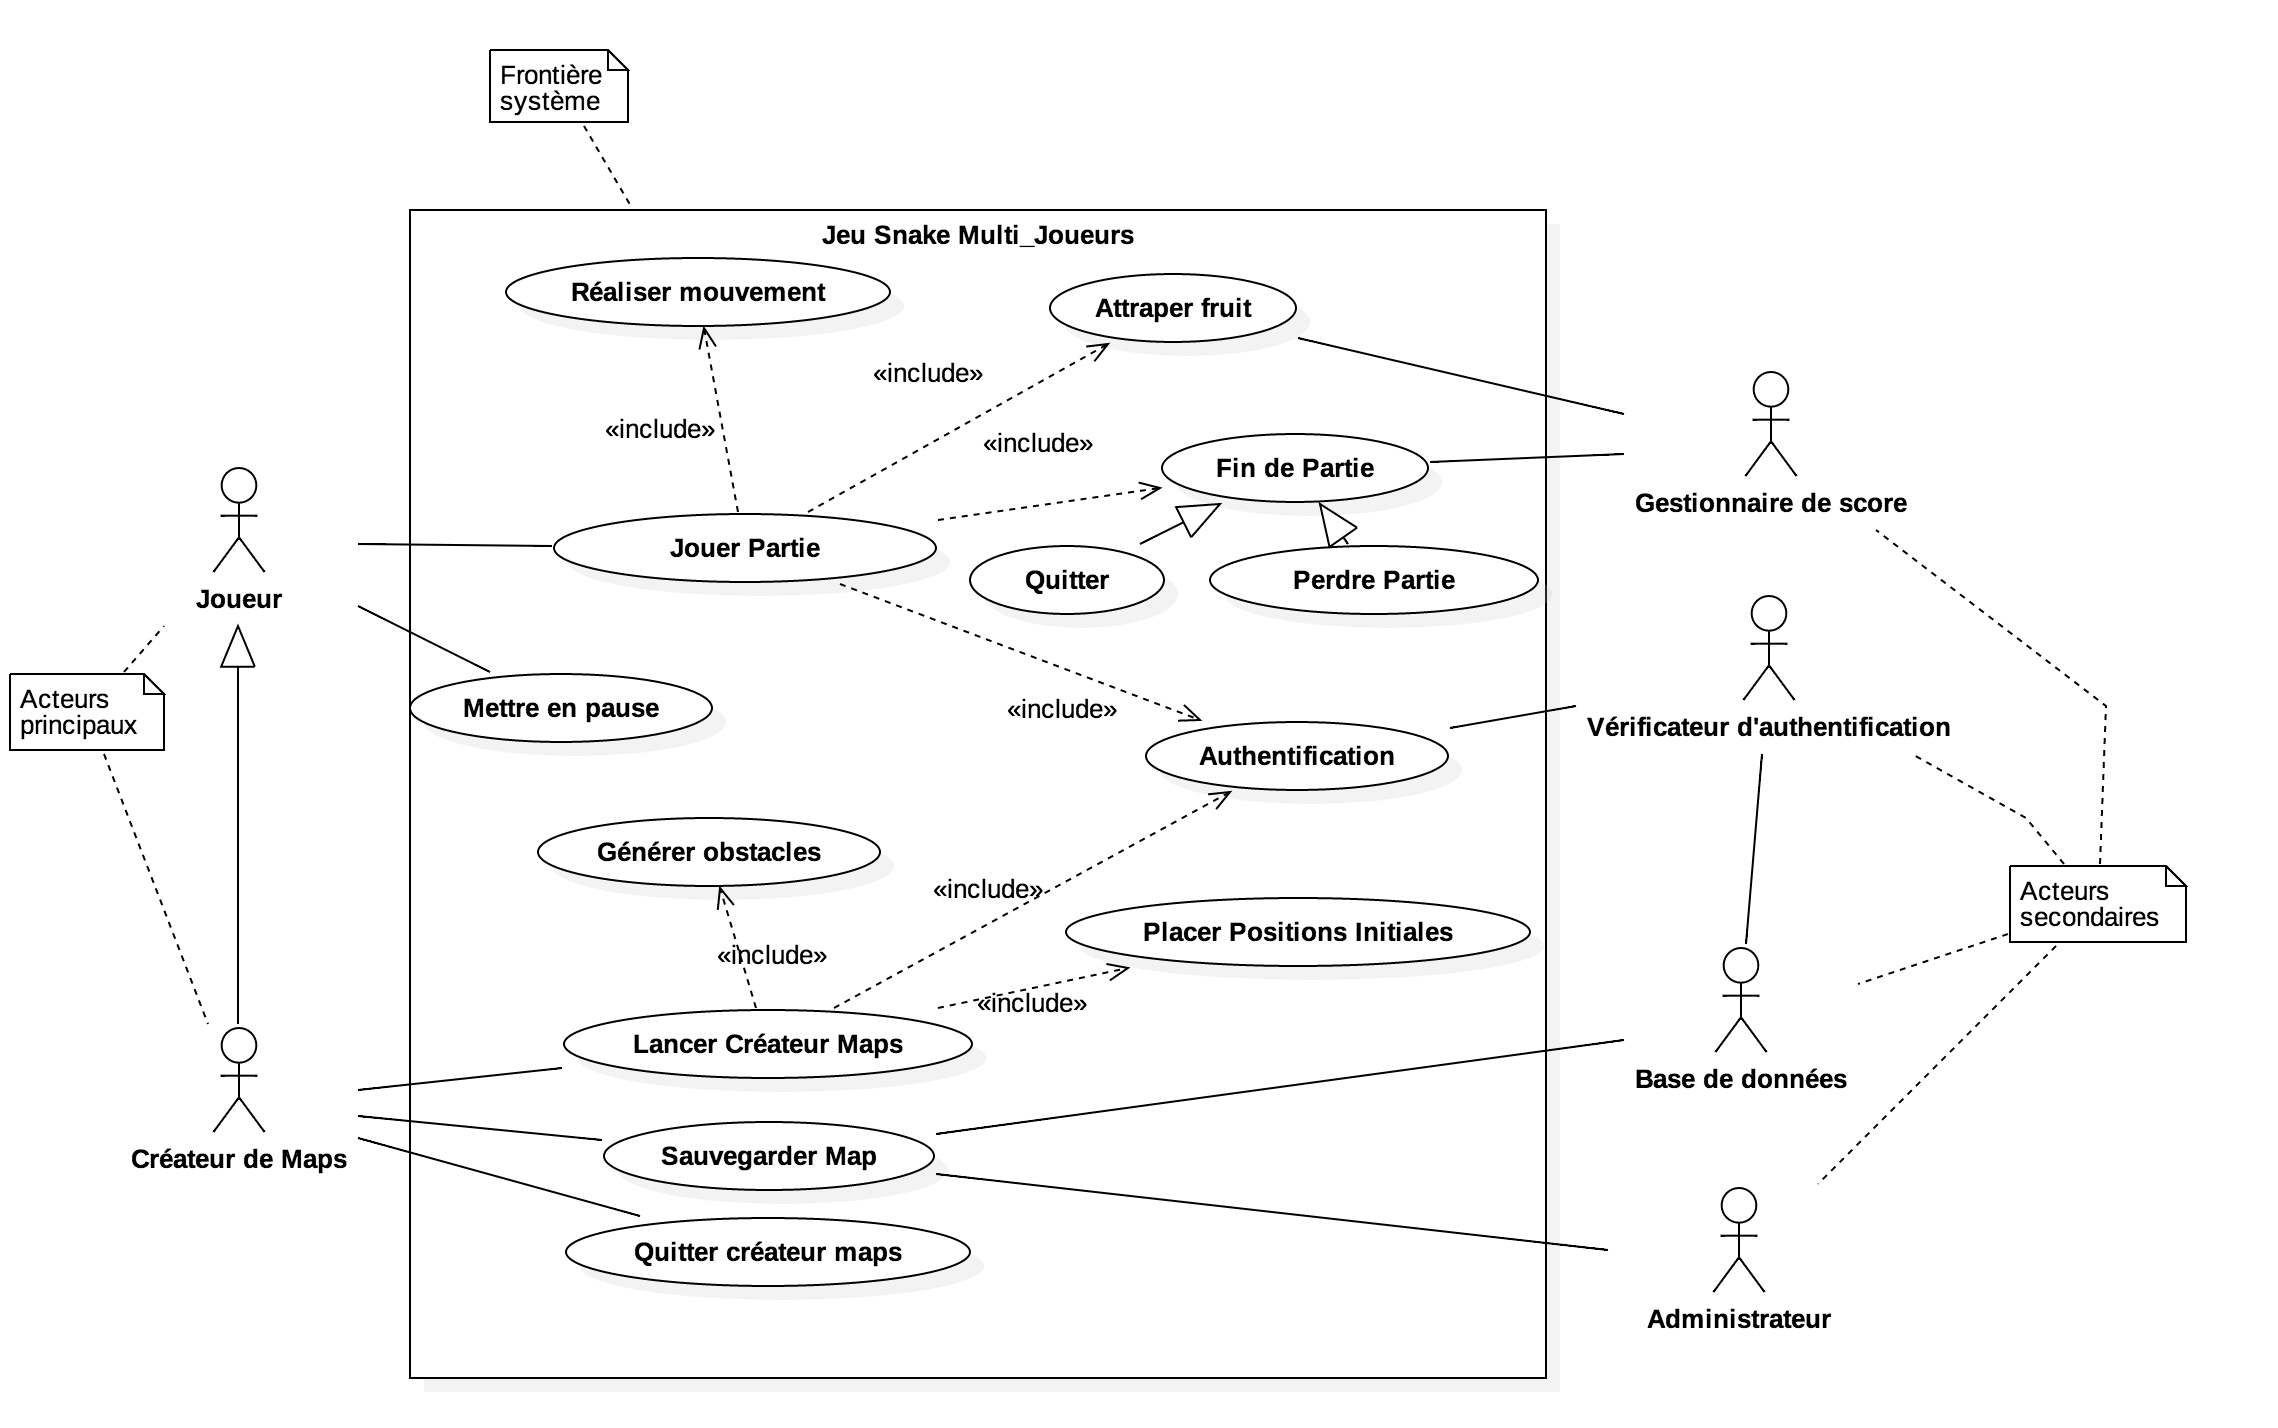 Frontière
système
Jeu Snake Multi_Joueurs
Réaliser mouvement
Attraper fruit
«include»
«include»
«include»
Fin de Partie
Gestionnaire de score
Jouer Partie
Quitter
Perdre Partie
Joueur
Acteurs
principaux
Mettre en pause
«include»
Vérificateur d'authentification
Authentification
Générer obstacles
«include»
Acteurs
secondaires
Placer Positions Initiales
«include»
«include»
Lancer Créateur Maps
Base de données
Créateur de Maps
Sauvegarder Map
Quitter créateur maps
Administrateur